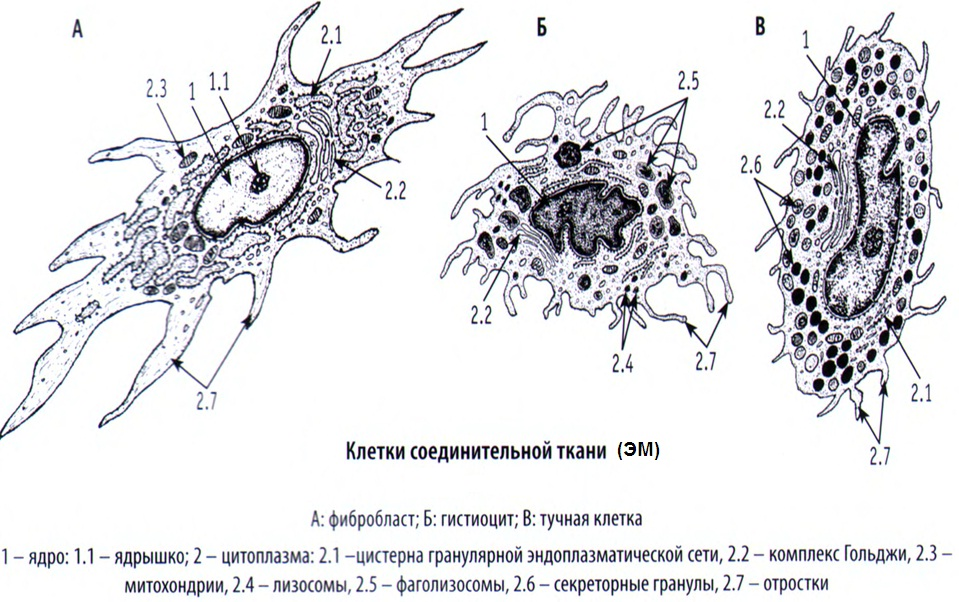 А
Б
В
2.3
1
1.1
2.1
2.2
2.7
1
2.5
2.2
2.4
2.7
1
2.2
2.6
2.1
2.7
Клетки соединительной ткани (ЭМ)
А: фибробласт; Б: гистиоцит; В: тучная клетка
1 – ядро: 1.1 – ядрышко; 2 – цитоплазма: 2.1 –цистерна гранулярной эндоплазматической сети, 2.2 – комплекс Гольджи, 2.3 –
митохондрии, 2.4 – лизосомы, 2.5 – фаголизосомы, 2.6 – секреторные гранулы, 2.7 – отростки